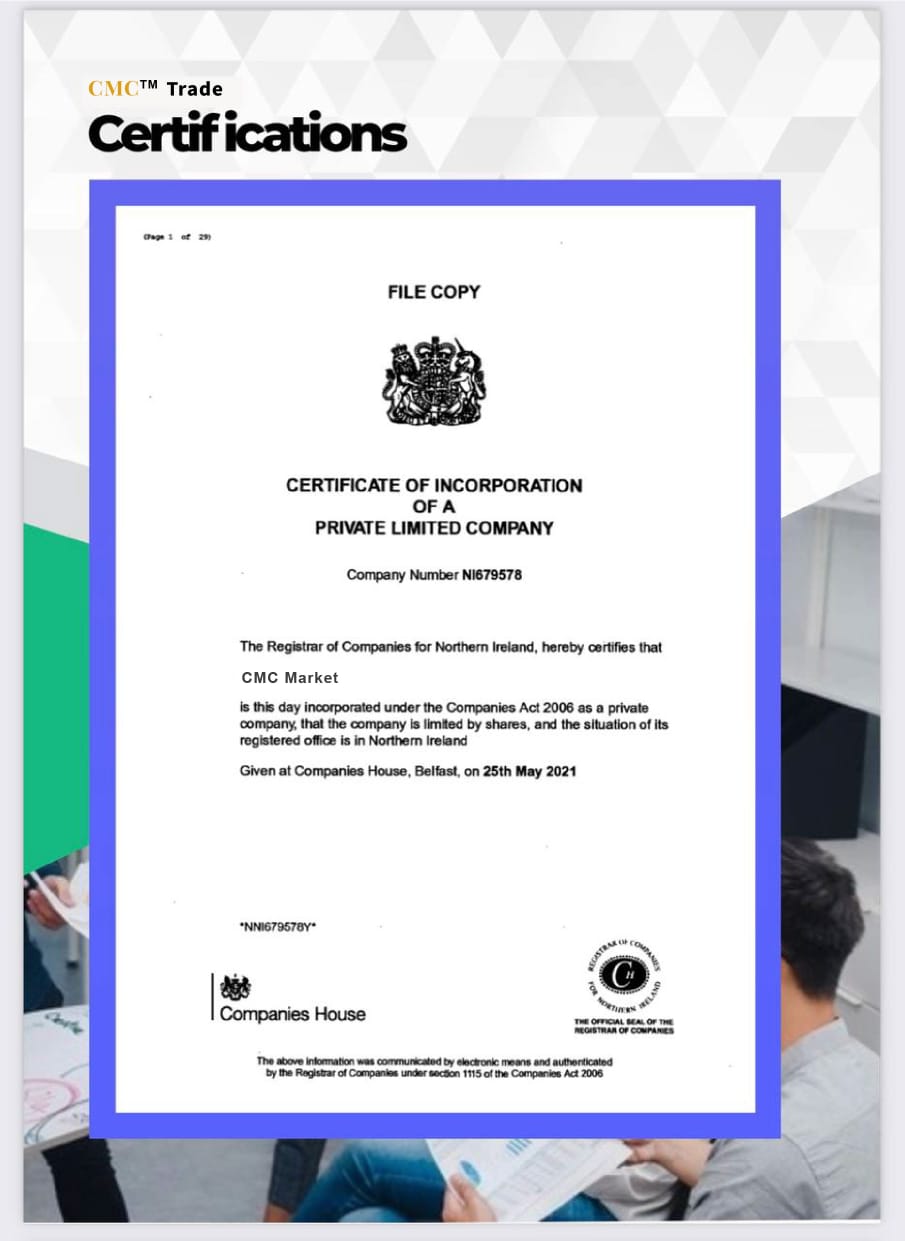 CMC™ Trade
Certifications
(Page 1 of 29)
FILE COPY
CERTIFICATE OF INCORPORATION
OF A
PRIVATE LIMITED COMPANY
Company Number NI679578
The Registrar of Companies for Northern Ireland, hereby certifies that
CMC Market
is this day incorporated under the Companies Act 2006 as a private
company, that the company is limited by shares, and the situation of its
registered office is in Northern Ireland
Given at Companies House, Belfast, on 25th May 2021
*NNI679578Y*
Companies House
REGISTRAR OF COMPANIES
FOR NORTHERN IRELAND
CH
THE OFFICIAL SEAL OF THE
REGISTRAR OF COMPANIES
The above information was communicated by electronic means and authenticated
by the Registrar of Companies under section 1115 of the Companies Act 2006